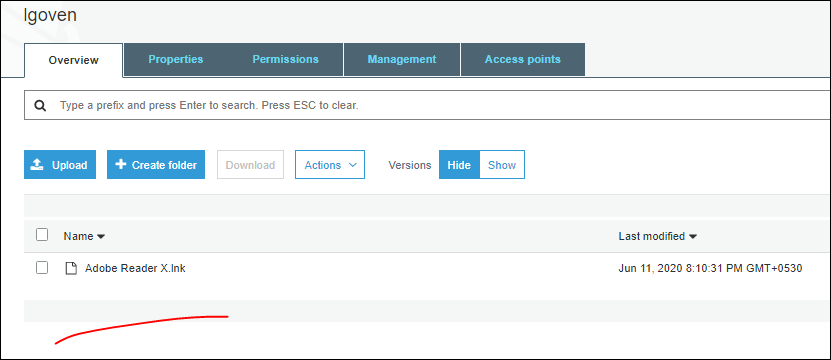 lgoven
Overview Properties Permissions Management Access points
Type a prefix and press Enter to search. Press ESC to clear.
Upload Create folder Download Actions Versions Hide Show
Name Last modified
Adobe Reader X.lnk Jun 11, 2020 8:10:31 PM GMT+0530